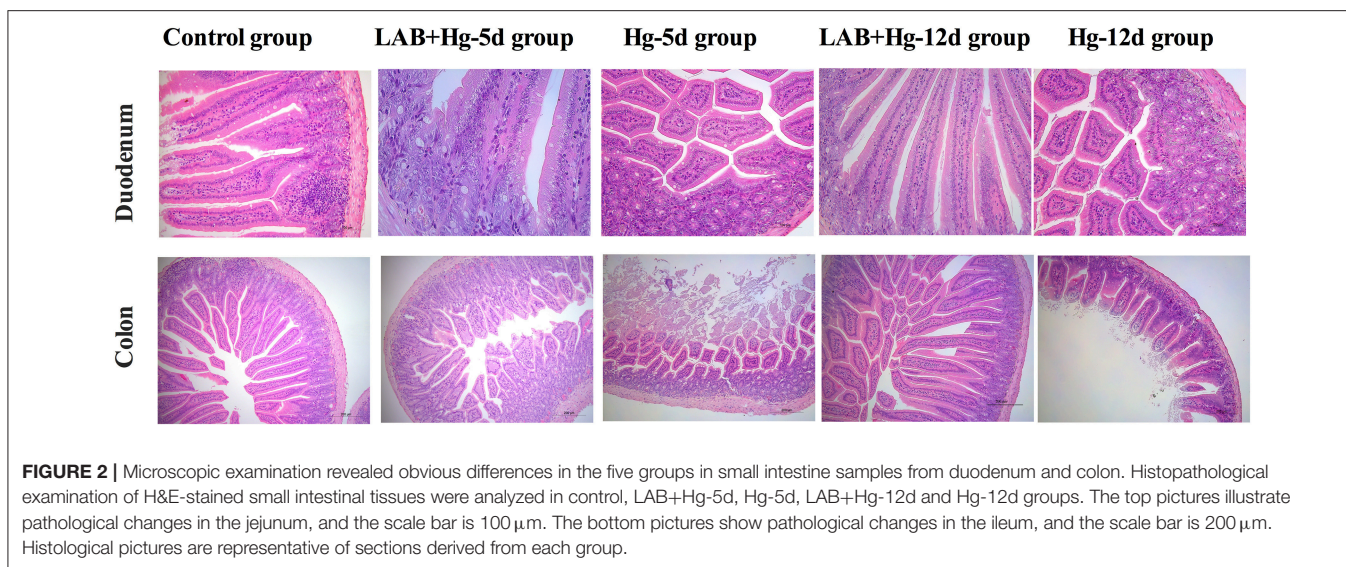 Control group LAB+Hg-5d group Hg-5d group LAB+Hg-12d group Hg-12d group
Duodenum
Colon
FIGURE 2 | Microscopic examination revealed obvious differences in the five groups in small intestine samples from duodenum and colon. Histopathological
examination of H&E-stained small intestinal tissues were analyzed in control, LAB+Hg-5d, Hg-5d, LAB+Hg-12d and Hg-12d groups. The top pictures illustrate
pathological changes in the jejunum, and the scale bar is 100 μm. The bottom pictures show pathological changes in the ileum, and the scale bar is 200 μm.
Histological pictures are representative of sections derived from each group.